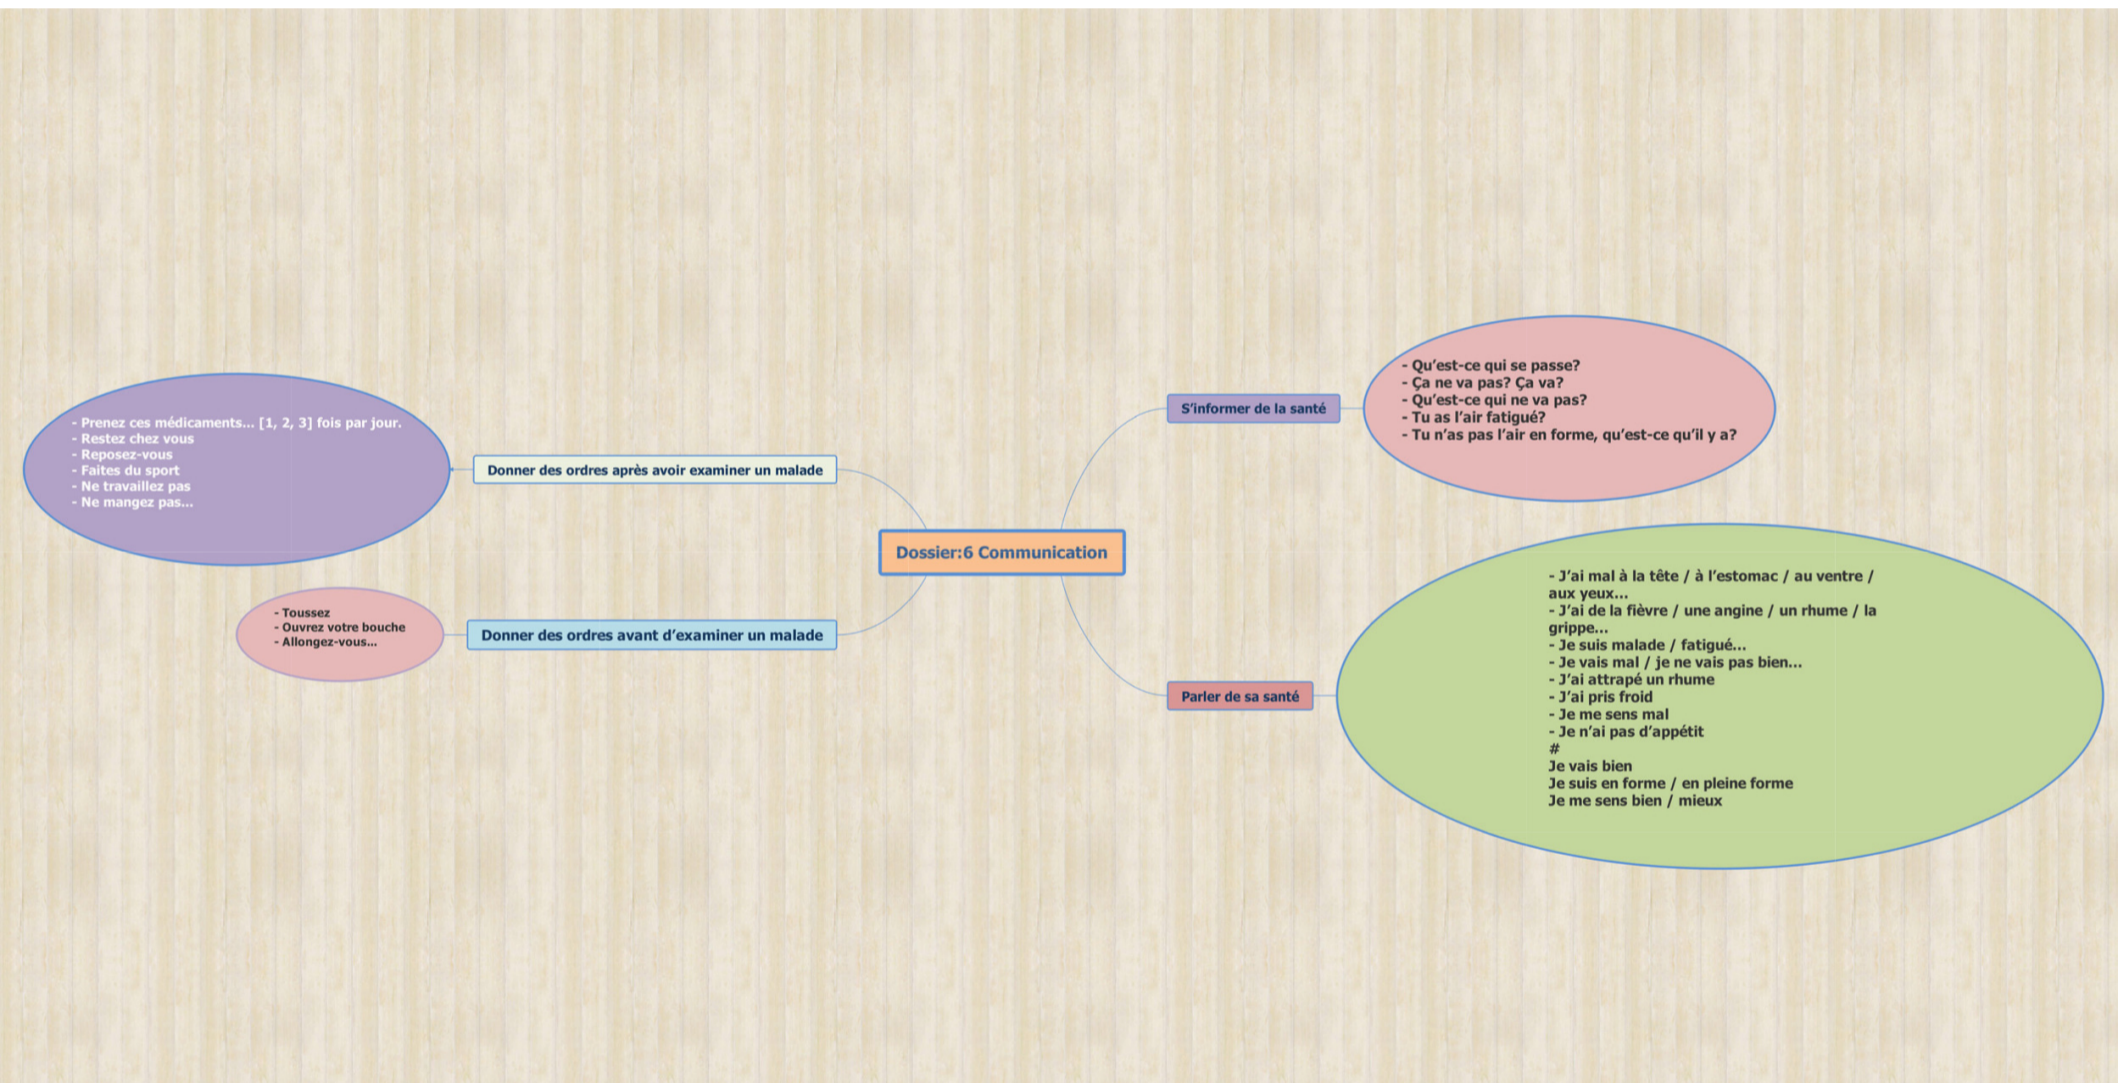 Dossier:6 Communication
S’informer de la santé
- Qu’est-ce qui se passe?
- Ça ne va pas? Ça va?
- Qu’est-ce qui ne va pas?
- Tu as l’air fatigué?
- Tu n’as pas l’air en forme, qu’est-ce qu’il y a?
Parler de sa santé
- J’ai mal à la tête / à l’estomac / au ventre /
aux yeux...
- J’ai de la fièvre / une angine / un rhume / la
grippe...
- Je suis malade / fatigué...
- Je vais mal / je ne vais pas bien...
- J’ai attrapé un rhume
- J’ai pris froid
- Je me sens mal
- Je n’ai pas d’appétit
#
Je vais bien
Je suis en forme / en pleine forme
Je me sens bien / mieux
Donner des ordres après avoir examiner un malade
- Prenez ces médicaments... [1, 2, 3] fois par jour.
- Restez chez vous
- Reposez-vous
- Faites du sport
- Ne travaillez pas
- Ne mangez pas...
Donner des ordres avant d’examiner un malade
- Toussez
- Ouvrez votre bouche
- Allongez-vous...